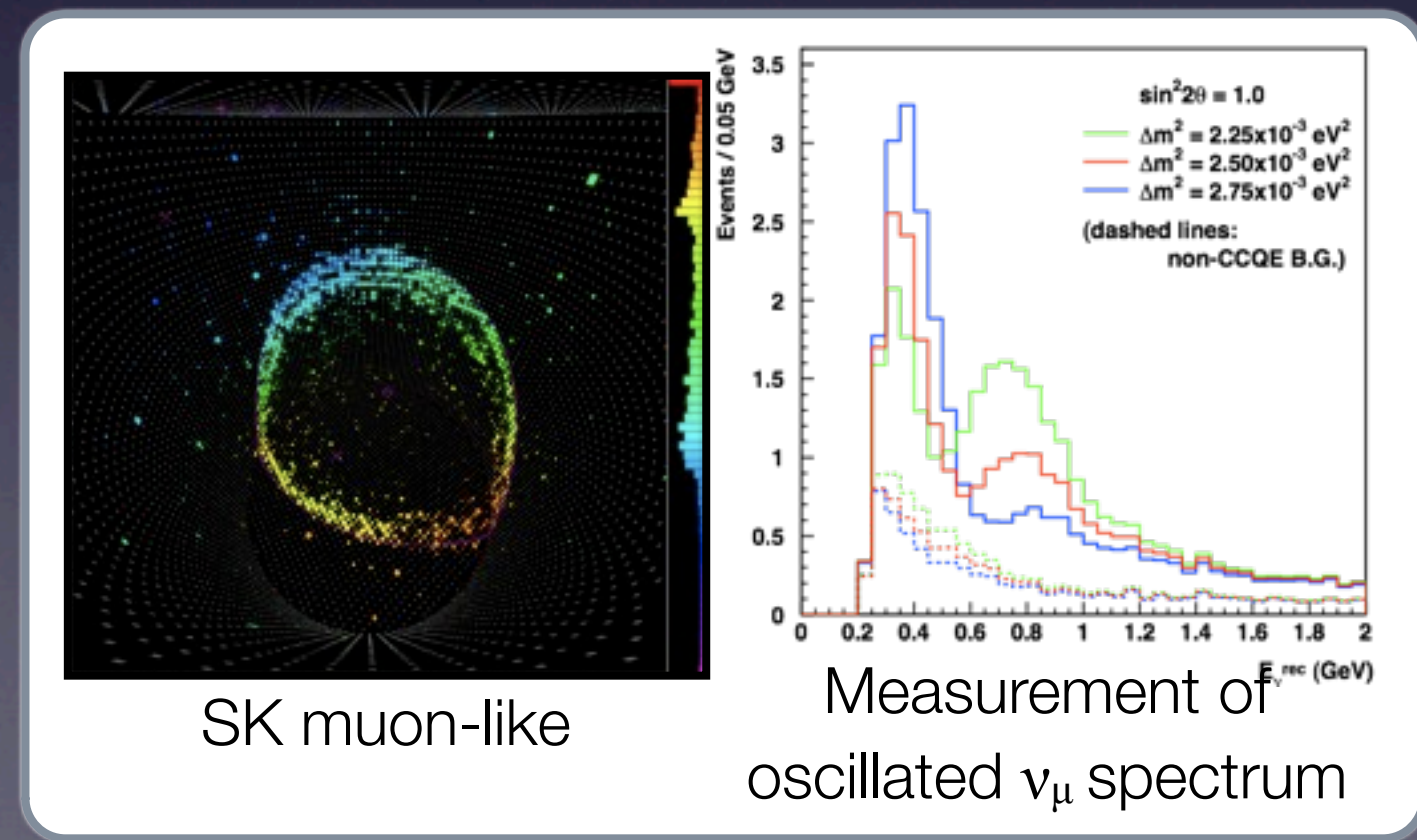 Events / 0.05 GeV
3.5
3
2.5
2
1.5
1
0.5
0
sin²2θ = 1.0
Δm² = 2.25x10⁻³ eV²
Δm² = 2.50x10⁻³ eV²
Δm² = 2.75x10⁻³ eV²
(dashed lines:
non-CCQE B.G.)
0 0.2 0.4 0.6 0.8 1 1.2 1.4 1.6 1.8 2
Eᵥʳᵉᶜ (GeV)
SK muon-like
Measurement of
oscillated νμ spectrum